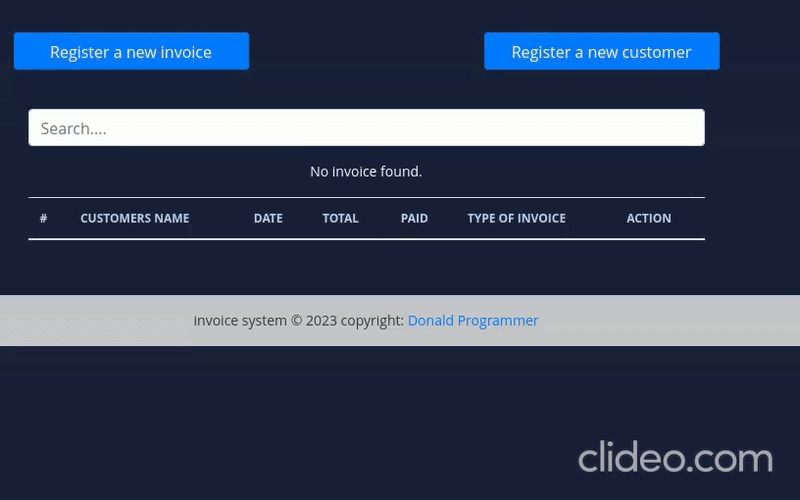 Register a new invoice
Register a new customer
Search....
No invoice found.
# CUSTOMERS NAME DATE TOTAL PAID TYPE OF INVOICE ACTION
invoice system © 2023 copyright: Donald Programmer
clideo.com